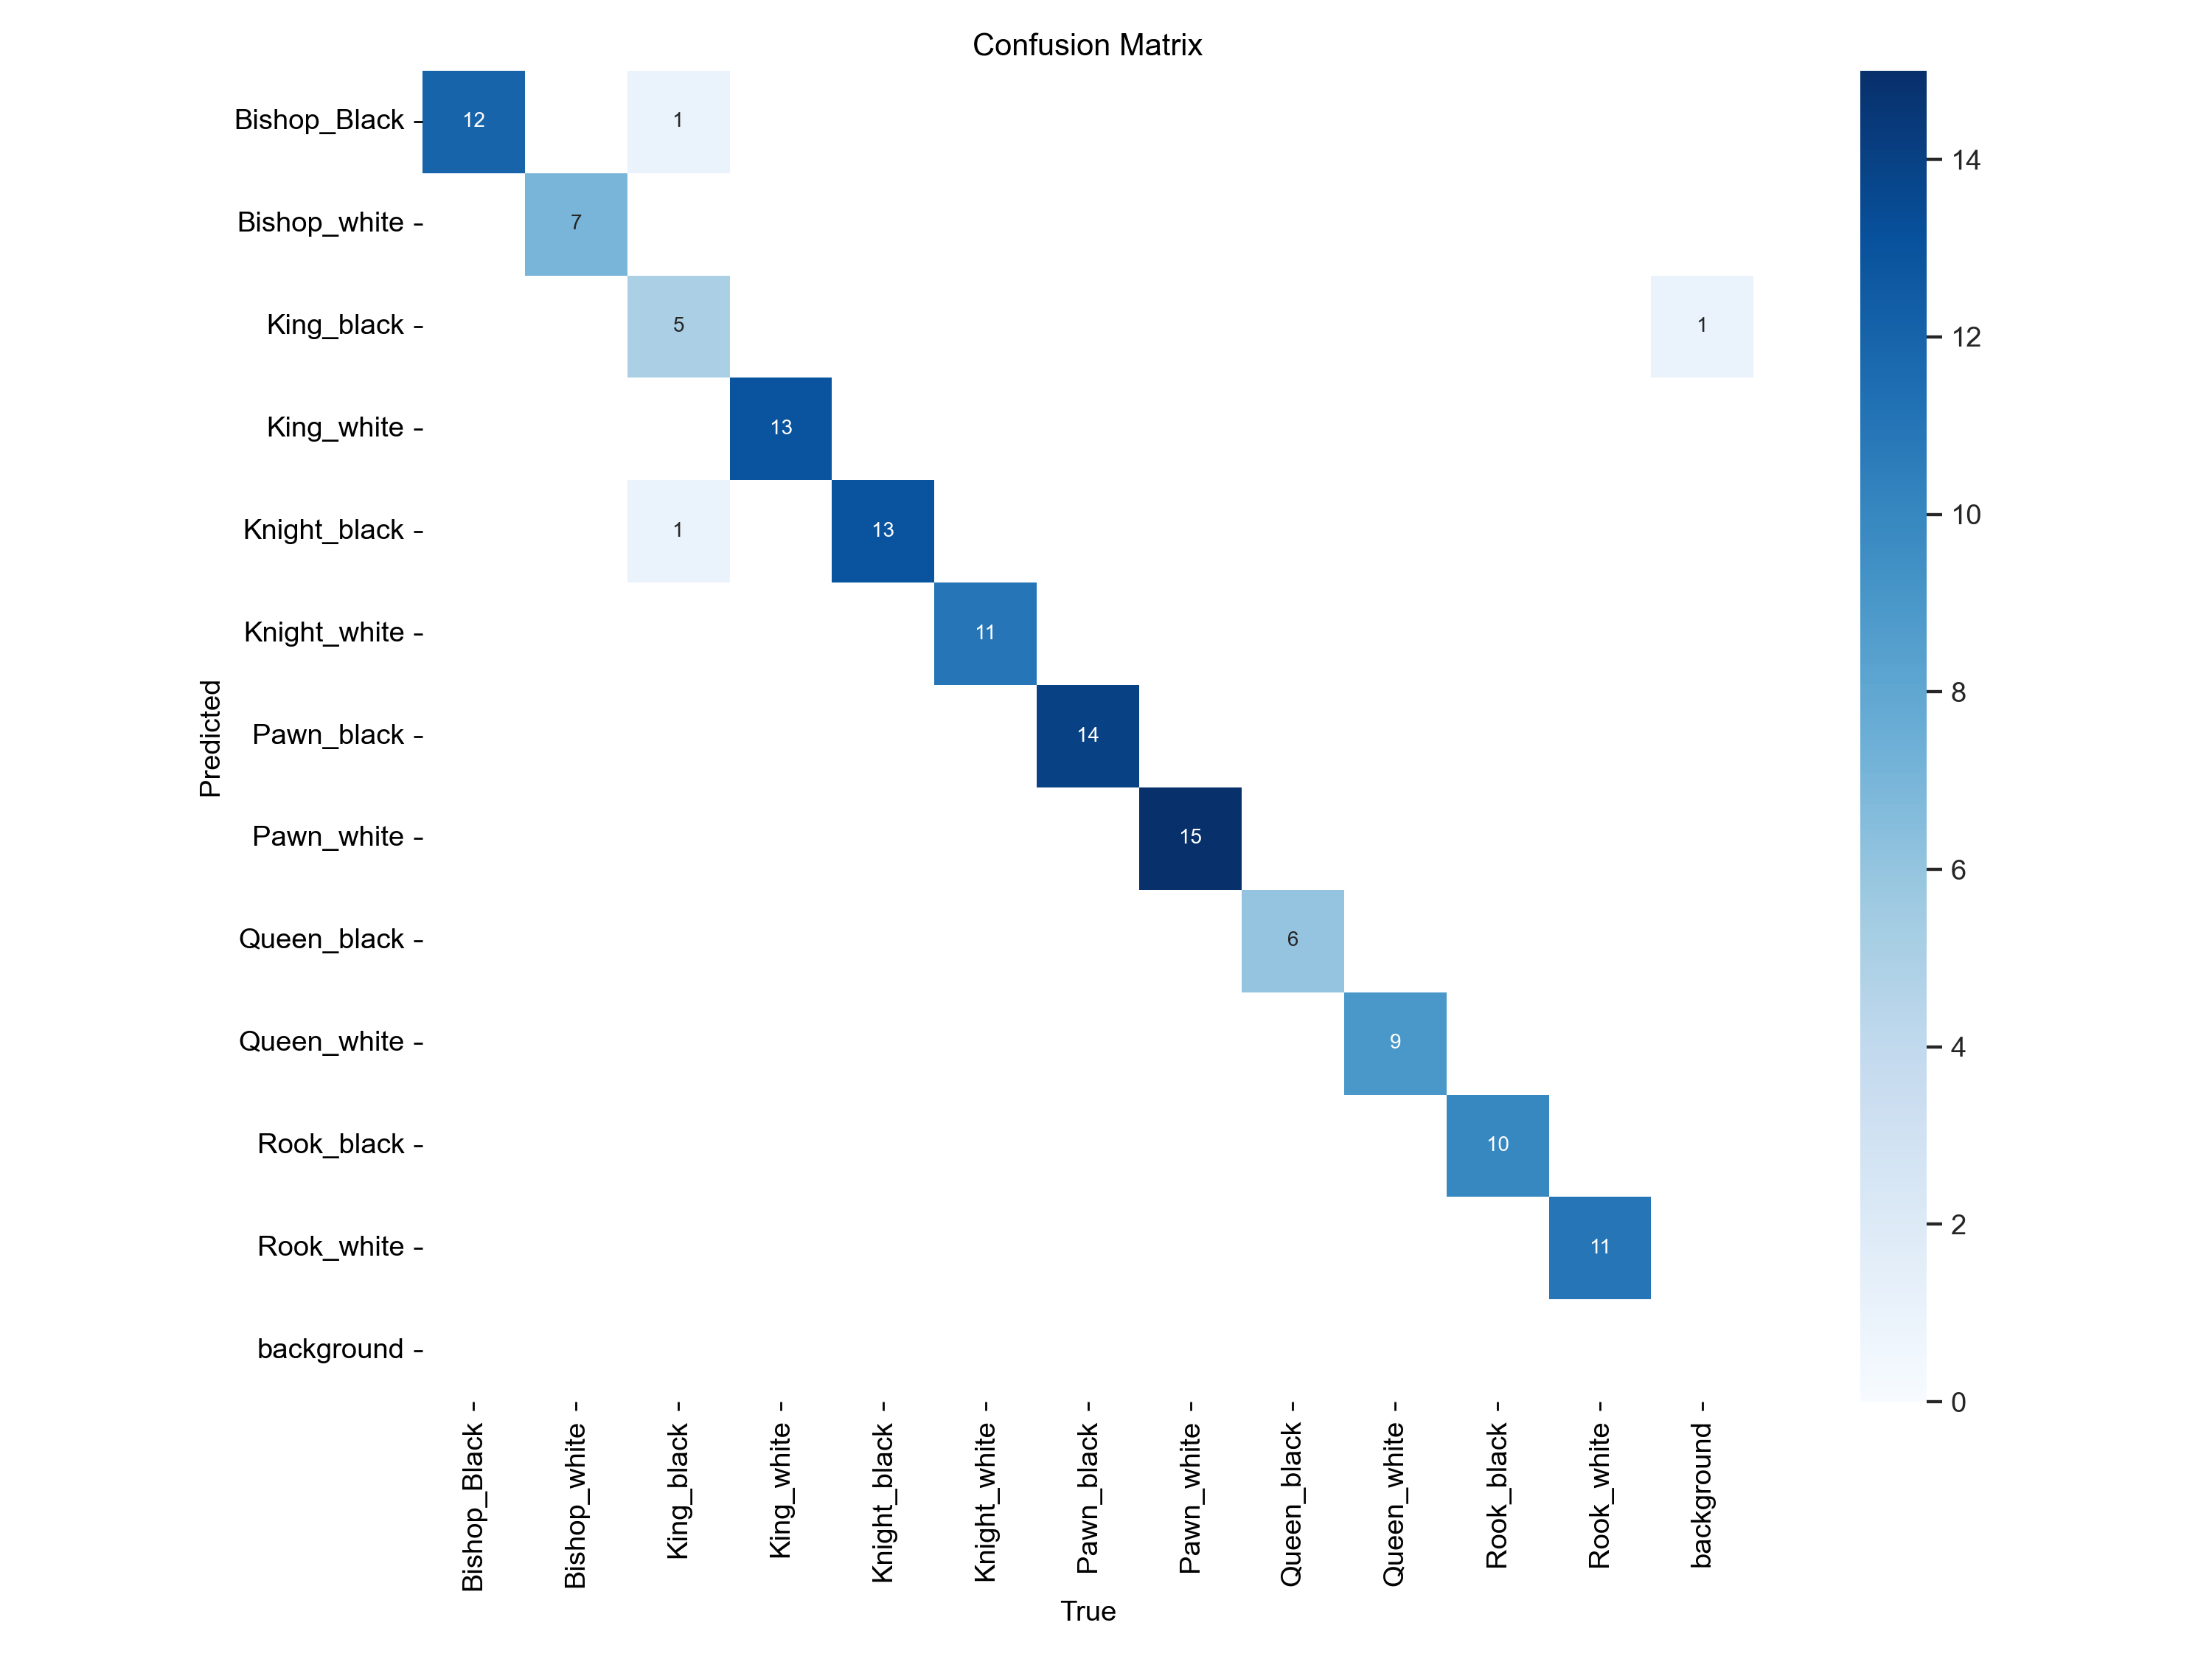 Confusion Matrix
Bishop_Black 12 1
Bishop_white 7
King_black 5 1
King_white 13
Knight_black 1 13
Knight_white 11
Pawn_black 14
Pawn_white 15
Queen_black 6
Queen_white 9
Rook_black 10
Rook_white 11
background
Predicted
Bishop_Black
Bishop_white
King_black
King_white
Knight_black
Knight_white
Pawn_black
Pawn_white
Queen_black
Queen_white
Rook_black
Rook_white
background
True
14
12
10
8
6
4
2
0